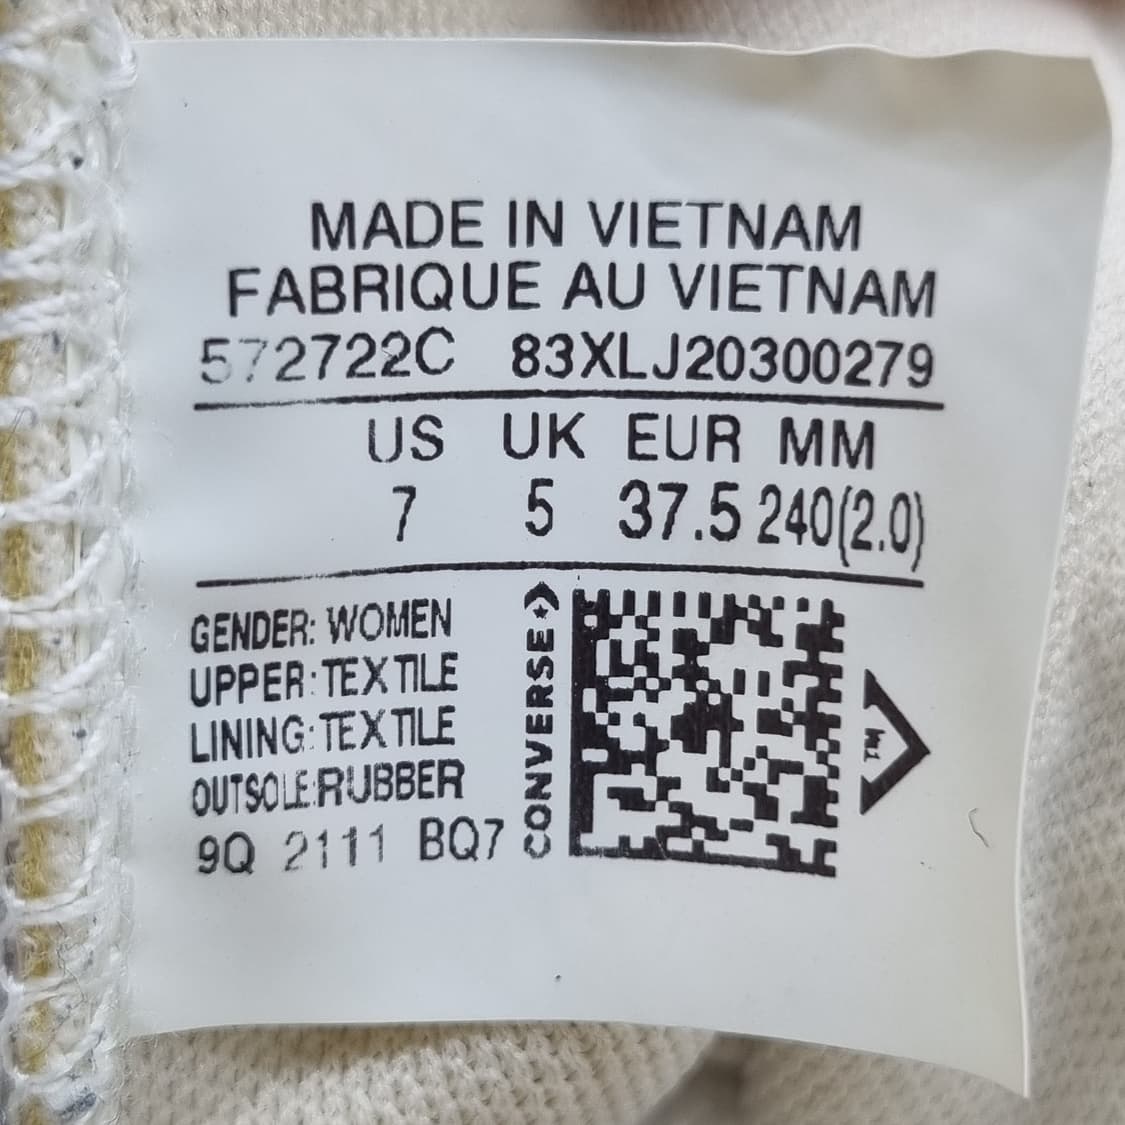 MADE IN VIETNAM
FABRIQUE AU VIETNAM
572722C 83XLJ20300279
US UK EUR MM
7 5 37.5 240(2.0)
GENDER: WOMEN
UPPER: TEXTILE
LINING: TEXTILE
OUTSOLE: RUBBER
9Q 2111 BQ7
CONVERSE